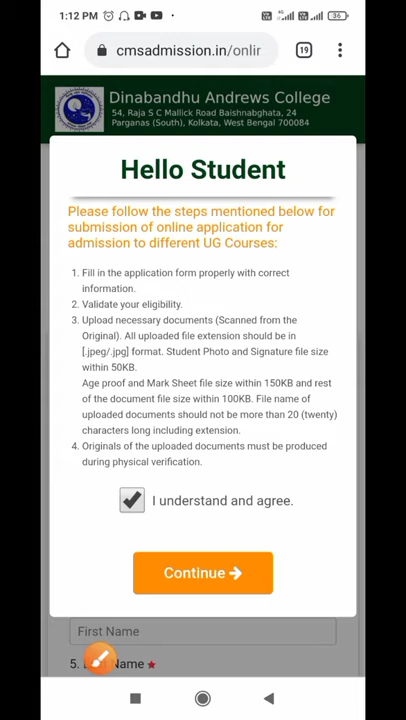 1:12 PM
36
cmsadmission.in/onlir
19
Dinabandhu Andrews College
54, Raja S C Mallick Road Baishnabghata, 24
Parganas (South), Kolkata, West Bengal 700084
Hello Student
Please follow the steps mentioned below for
submission of online application for
admission to different UG Courses:
1. Fill in the application form properly with correct
information.
2. Validate your eligibility.
3. Upload necessary documents (Scanned from the
Original). All uploaded file extension should be in
[.jpeg/.jpg] format. Student Photo and Signature file size
within 50KB.
Age proof and Mark Sheet file size within 150KB and rest
of the document file size within 100KB. File name of
uploaded documents should not be more than 20 (twenty)
characters long including extension.
4. Originals of the uploaded documents must be produced
during physical verification.
I understand and agree.
Continue →
First Name
5. Name ★